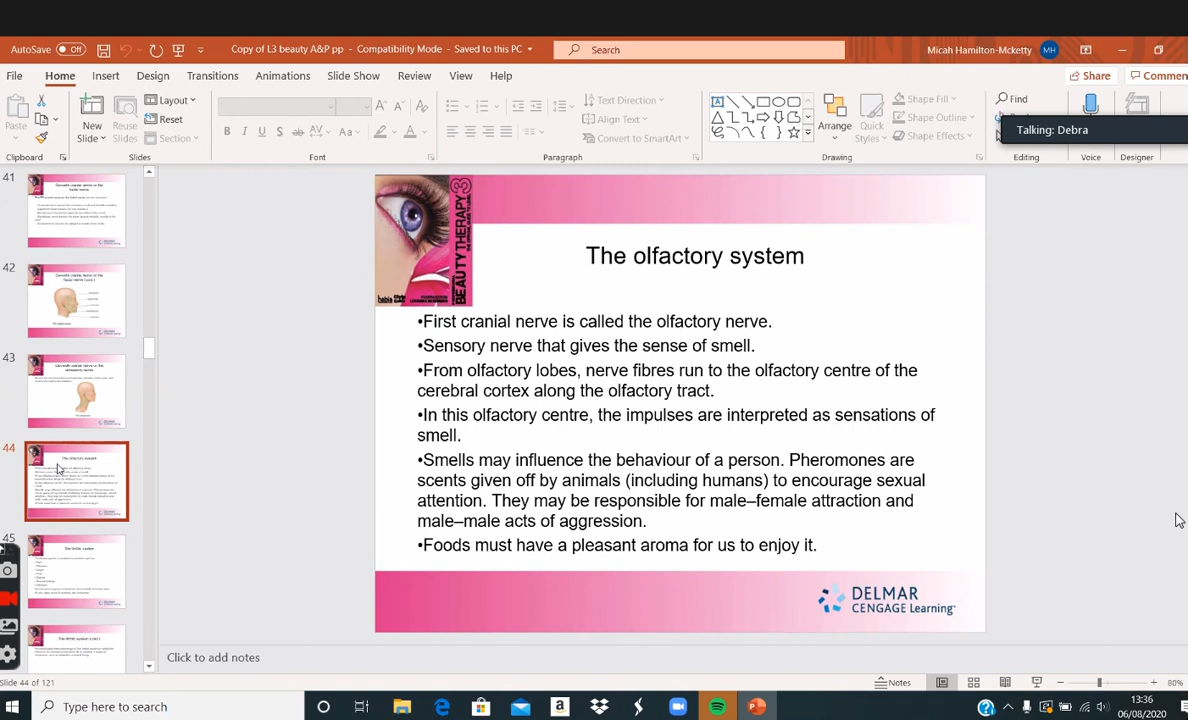 AutoSave Off Copy of L3 beauty A&P pp - Compatibility Mode - Saved to this PC Search Micah Hamilton-Mcketty MH
File Home Insert Design Transitions Animations Slide Show Review View Help Share Commen
Paste New Slides Reuse Slides Layout Reset Section
B I U S ab AV Aa A
Text Direction Align Text Convert to SmartArt
Arrange Quick Styles Shape Fill Shape Outline Shape Effects
Find
Talking: Debra
Clipboard Slides Font Paragraph Drawing Editing Voice Designer
41
42
43
44
45
BEAUTY THERAPY 3
The olfactory system
•First cranial nerve is called the olfactory nerve.
•Sensory nerve that gives the sense of smell.
•From olfactory lobes, nerve fibres run to the olfactory centre of the
cerebral cortex along the olfactory tract.
•In this olfactory centre, the impulses are interpreted as sensations of
smell.
•Smells may influence the behaviour of a person. Pheromones are
scents given off by animals (including humans) to encourage sexual
attention. They may be responsible for male–female attraction and
male–male acts of aggression.
•Foods must have a pleasant aroma for us to enjoy it.
DELMAR
CENGAGE Learning
Click to add notes
Slide 44 of 121 Notes 80%
Type here to search
13:36
06/08/2020